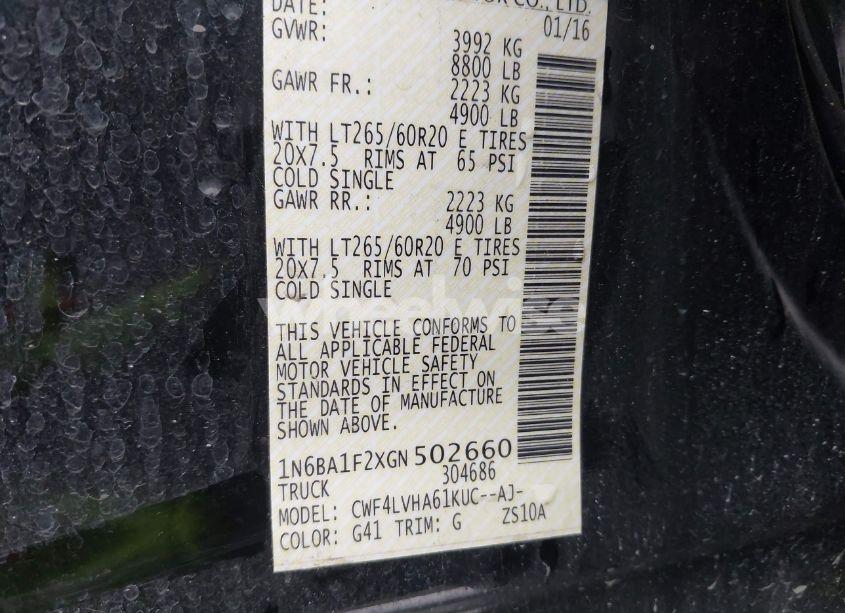 DATE: CO., LTD.
GVWR: 01/16
3992 KG
8800 LB
GAWR FR.: 2223 KG
4900 LB
WITH LT265/60R20 E TIRES
20X7.5 RIMS AT 65 PSI
COLD SINGLE
GAWR RR.: 2223 KG
4900 LB
WITH LT265/60R20 E TIRES
20X7.5 RIMS AT 70 PSI
COLD SINGLE
THIS VEHICLE CONFORMS TO
ALL APPLICABLE FEDERAL
MOTOR VEHICLE SAFETY
STANDARDS IN EFFECT ON
THE DATE OF MANUFACTURE
SHOWN ABOVE.
1N6BA1F2XGN502660
TRUCK 304686
MODEL: CWF4LVHA61KUC--AJ-
COLOR: G41 TRIM: G ZS10A